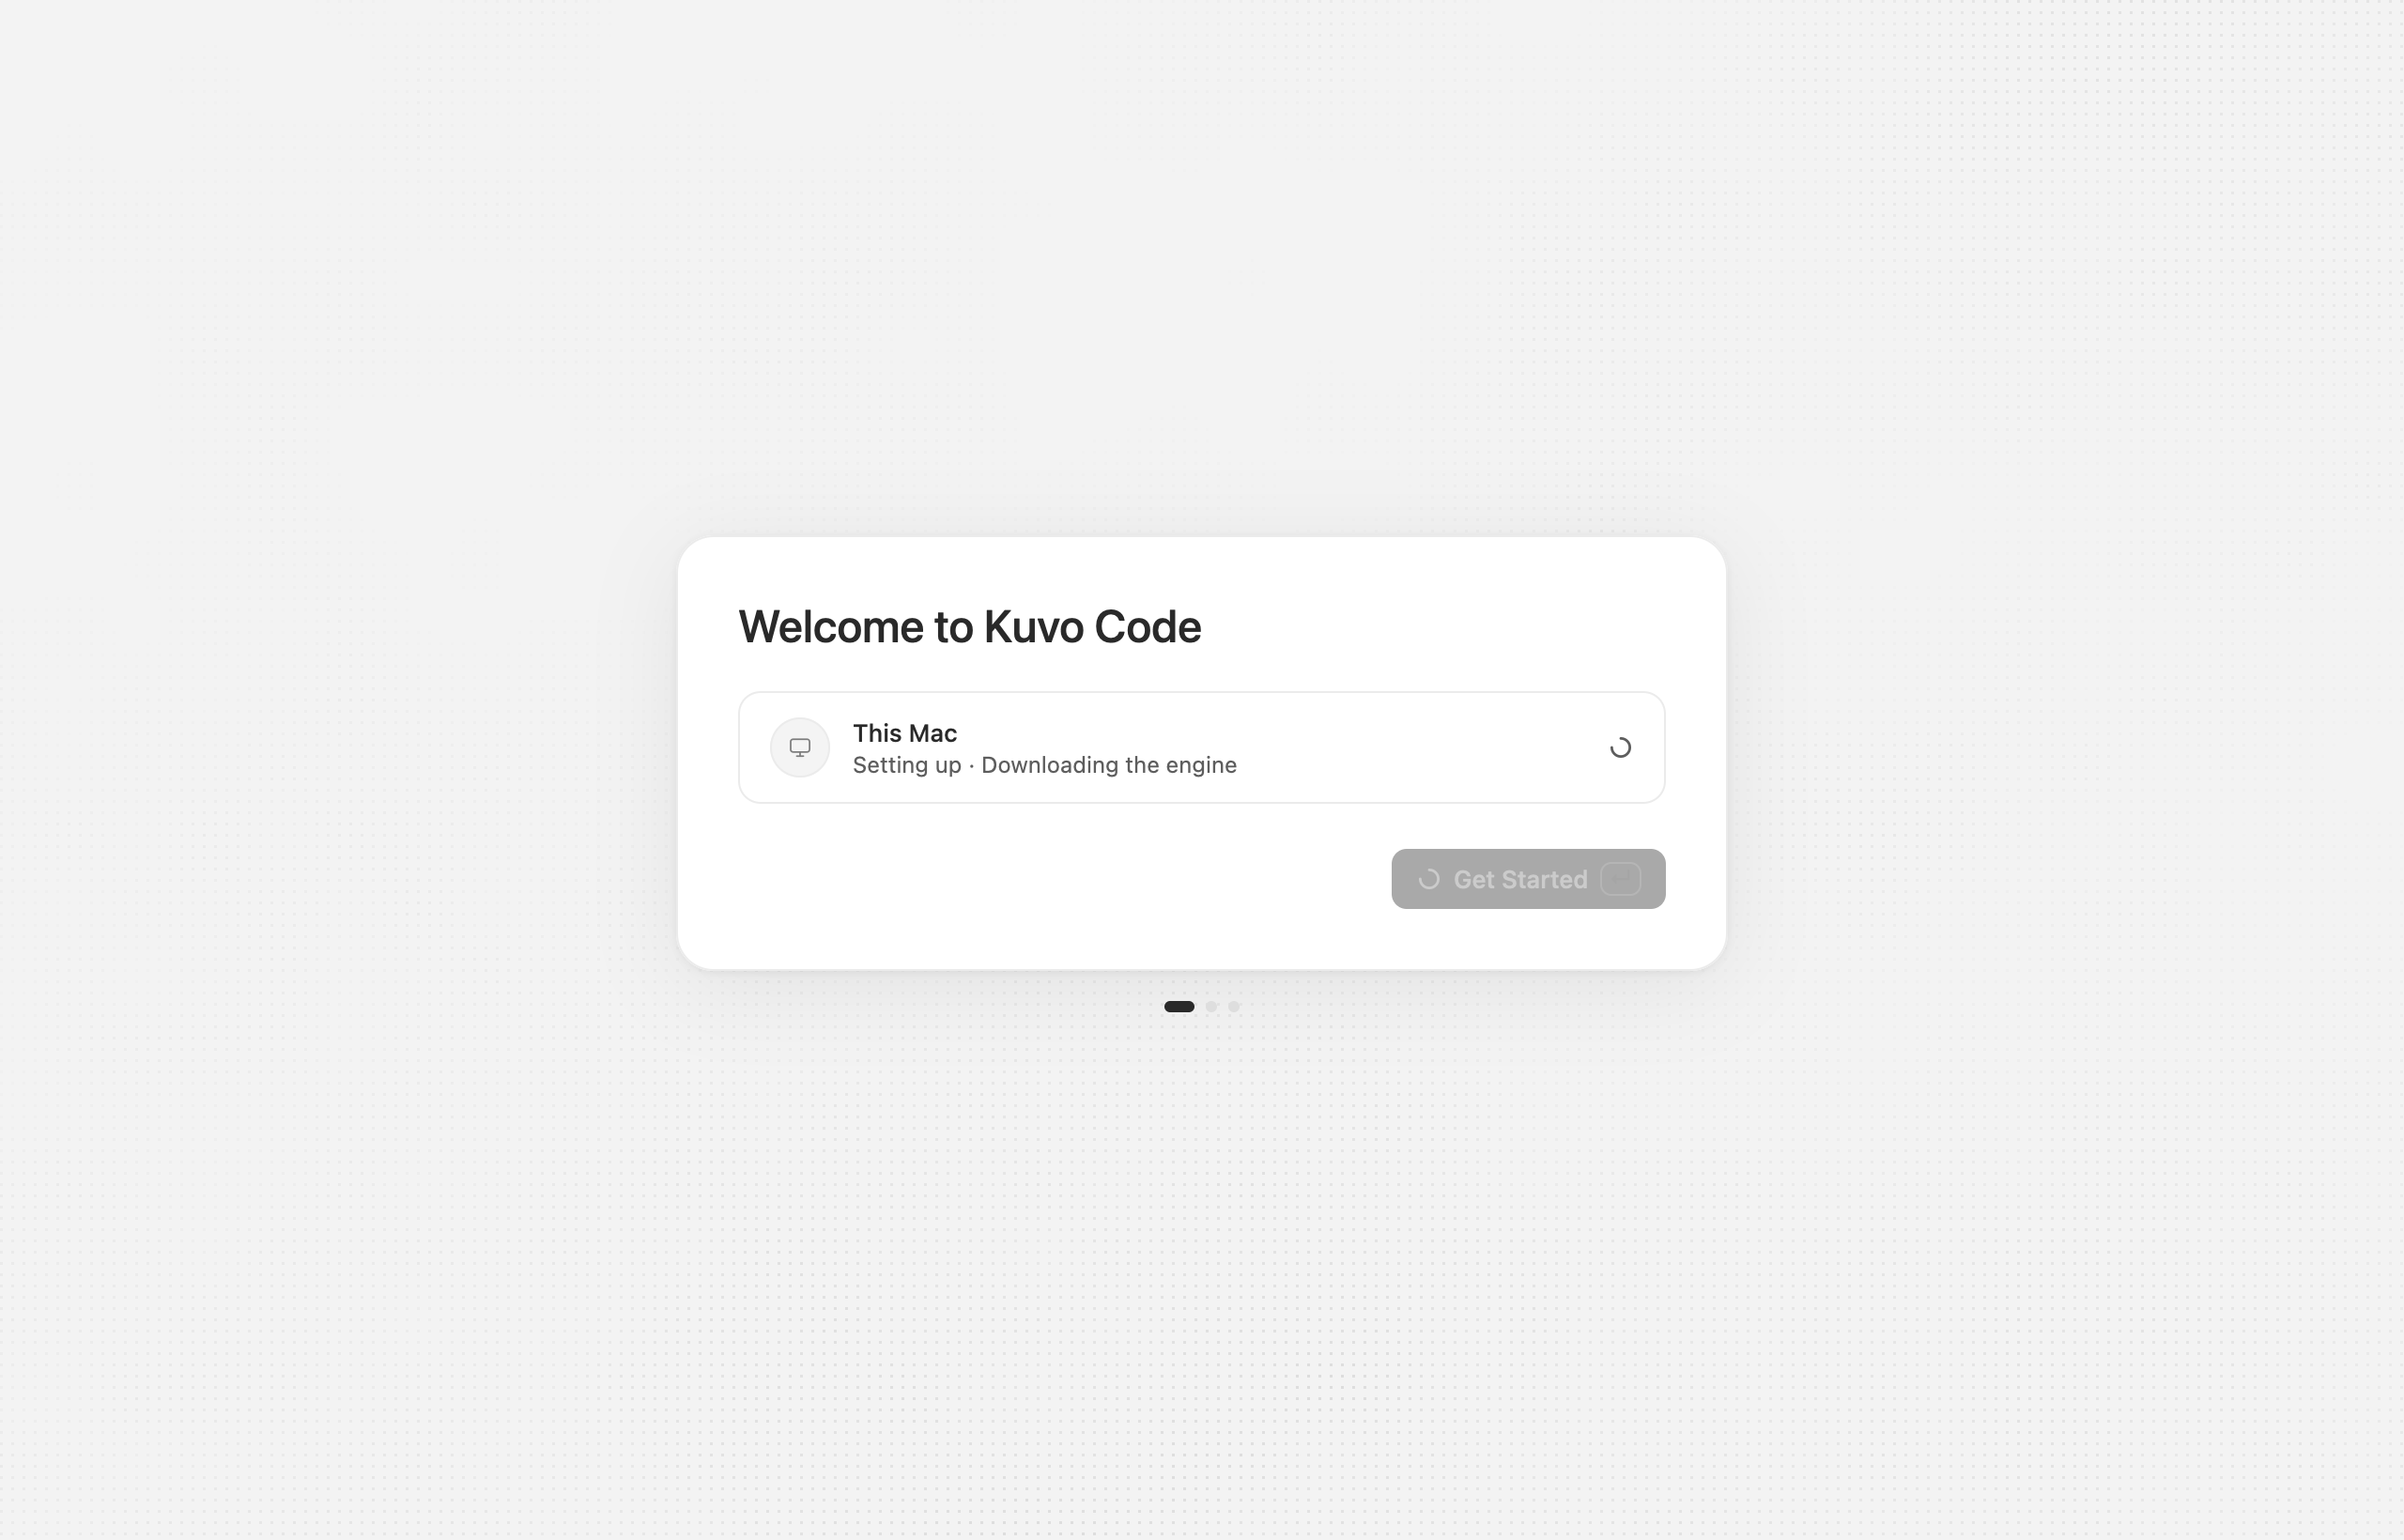 Welcome to Kuvo Code
This Mac
Setting up · Downloading the engine
Get Started